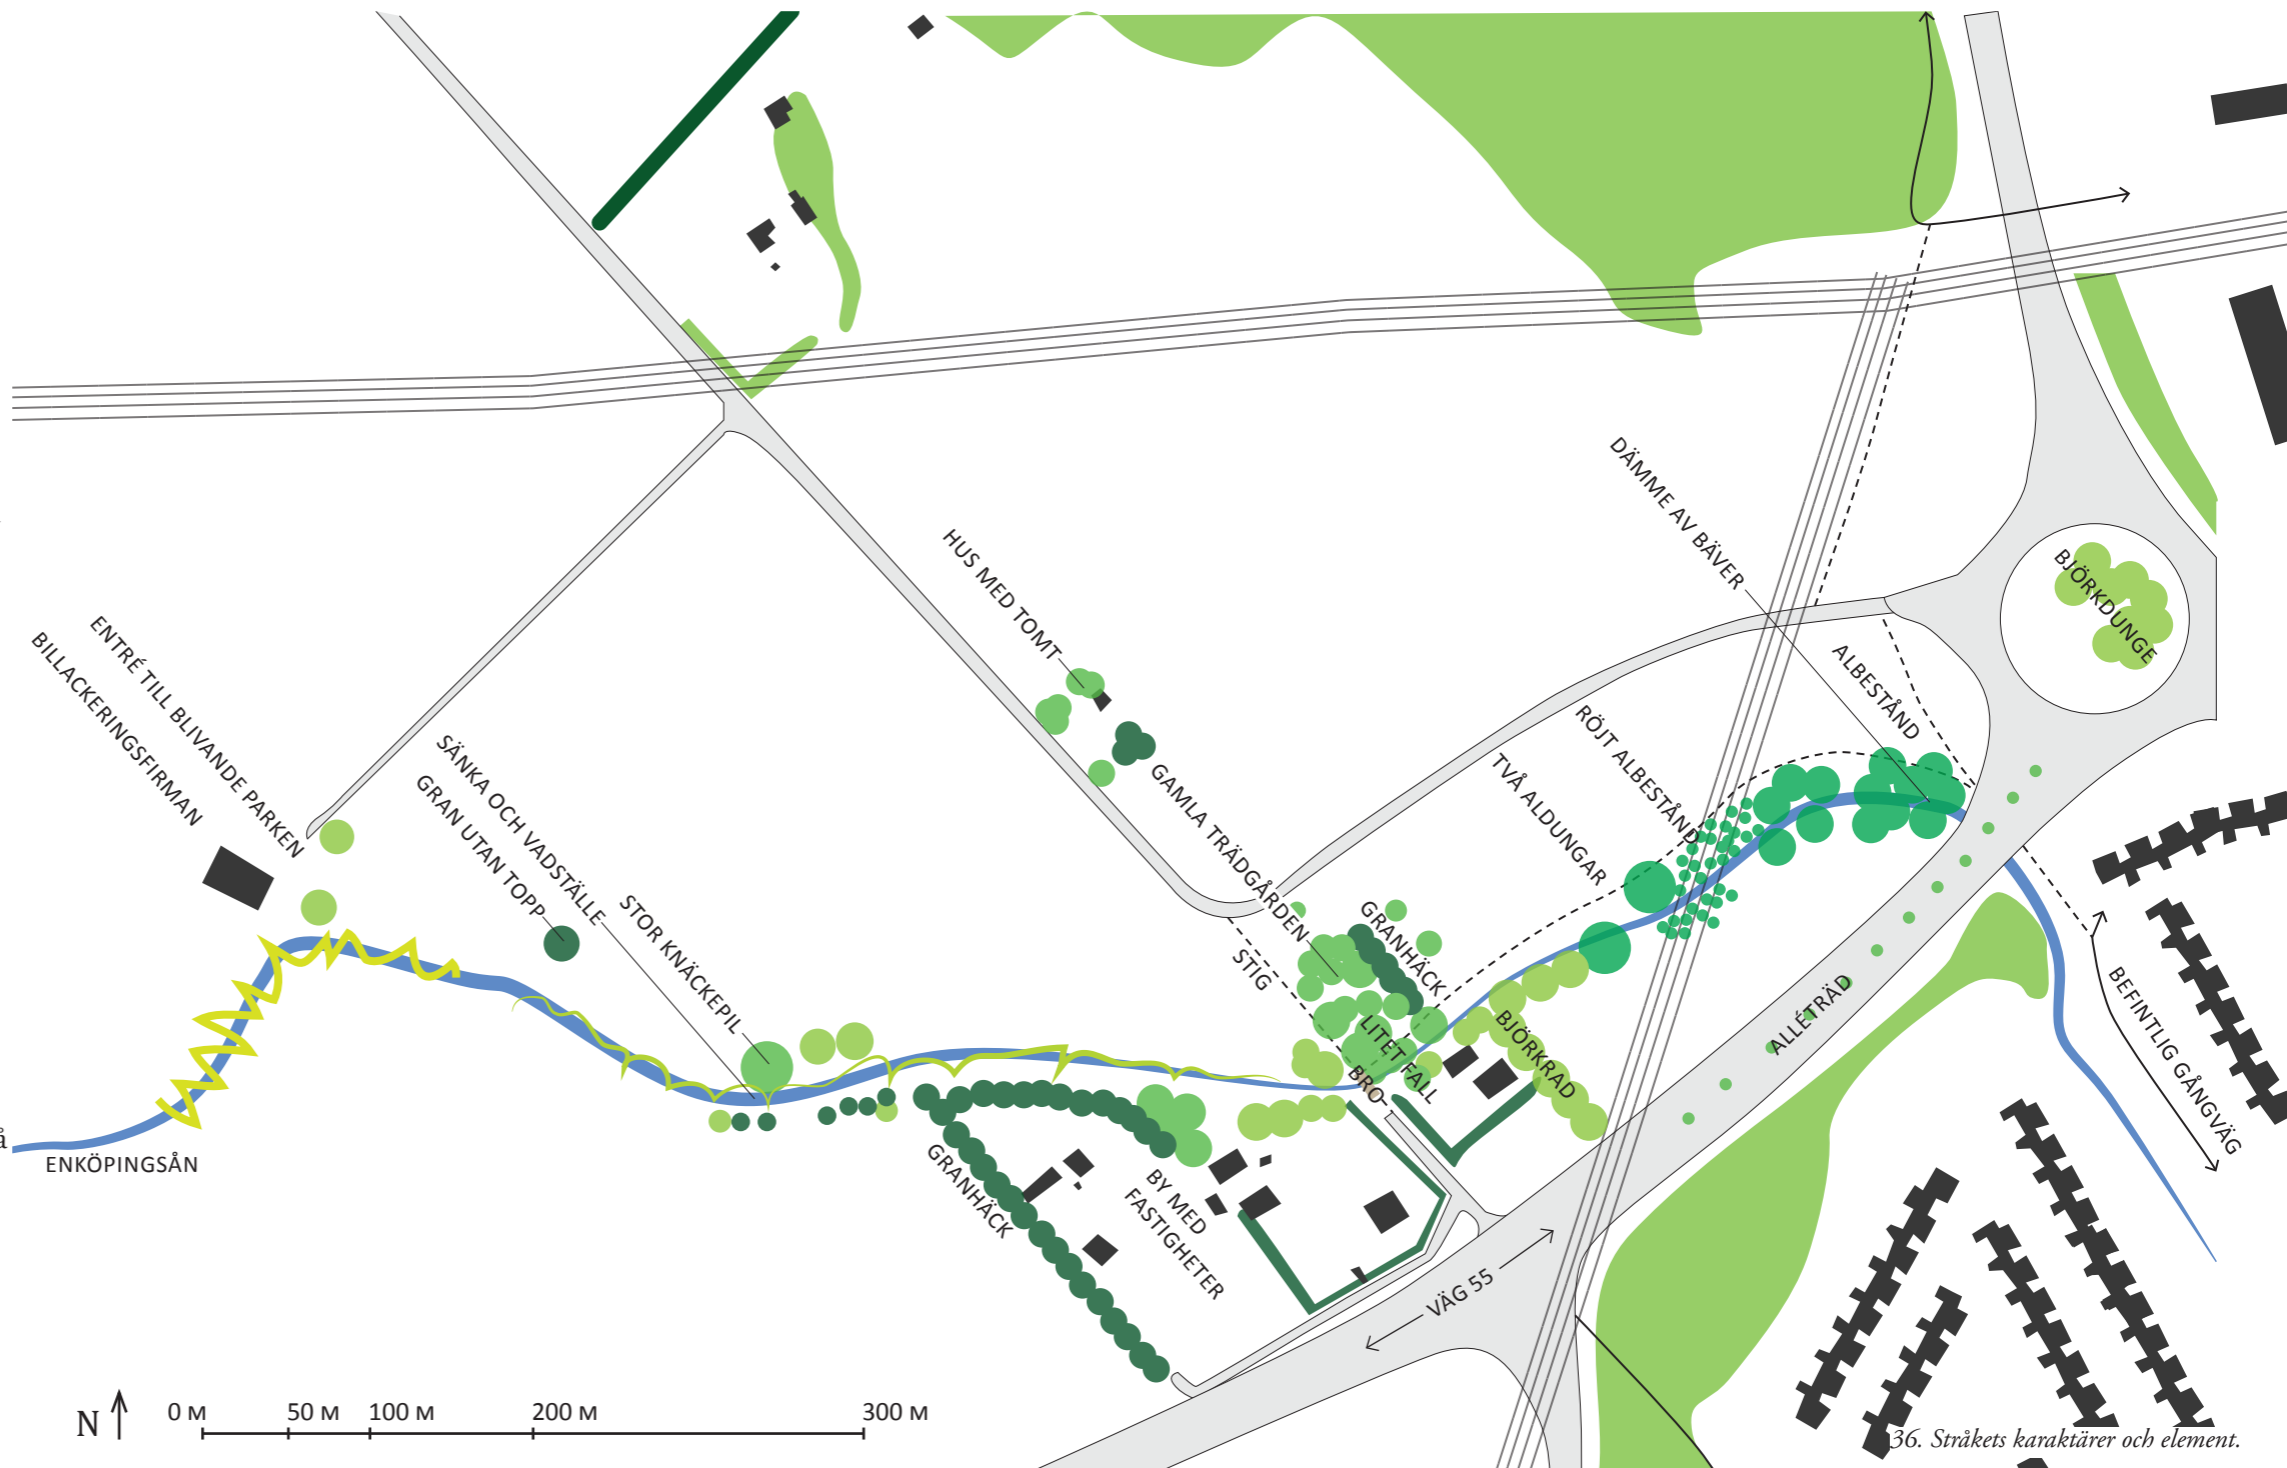 DÄMME AV BÄVER
BJÖRKDUNGE
HUS MED TOMT
ALBESTÅND
ENTRÉ TILL BLIVANDE PARKEN
BILLACKERINGSFIRMAN
RÖJT ALBESTÅND
TVÅ ALDUNGAR
SÄNKA OCH VADSTÄLLE
GRAN UTAN TOPP
GAMLA TRÄDGÅRDEN
STOR KNÄCKEPIL
GRANHÄCK
STIG
ALLÉTRÄD
BEFINTLIG GÅNGVÄG
LITET FALL
BJÖRKRAD
BRO
å
ENKÖPINGSÅN
GRANHÄCK
BY MED
FASTIGHETER
VÄG 55
N
0 M 50 M 100 M 200 M 300 M
36. Stråkets karaktärer och element.